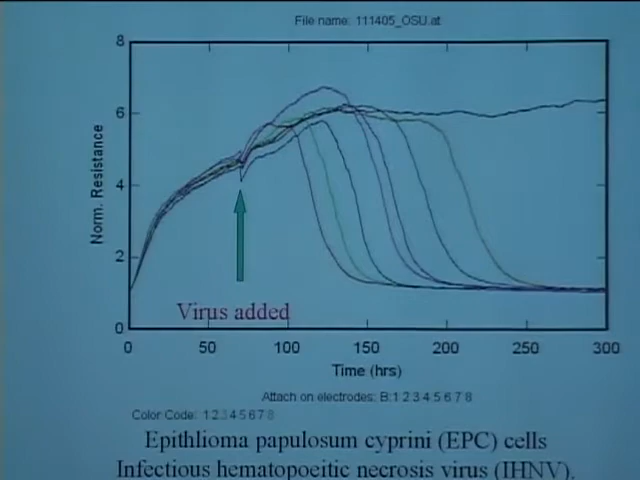 File name: 111405_OSU.at
8
6
4
2
0
Norm. Resistance
Virus added
0 50 100 150 200 250 300
Time (hrs)
Attach on electrodes: B:1 2 3 4 5 6 7 8
Color Code: 1 2 3 4 5 6 7 8
Epithlioma papulosum cyprini (EPC) cells
Infectious hematopoeitic necrosis virus (IHNV).